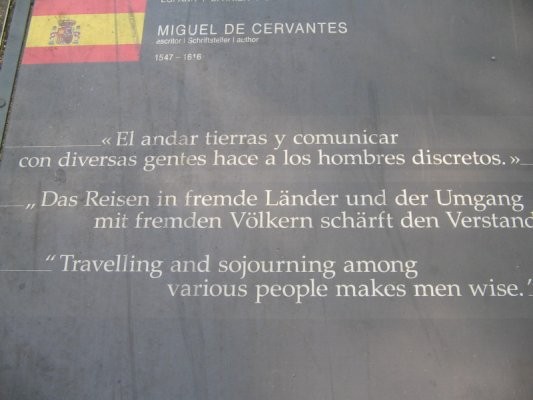 MIGUEL DE CERVANTES
escritor | Schriftsteller | author
1547 – 1616
« El andar tierras y comunicar
con diversas gentes hace a los hombres discretos. »
„Das Reisen in fremde Länder und der Umgang
mit fremden Völkern schärft den Verstand
“Travelling and sojourning among
various people makes men wise.”